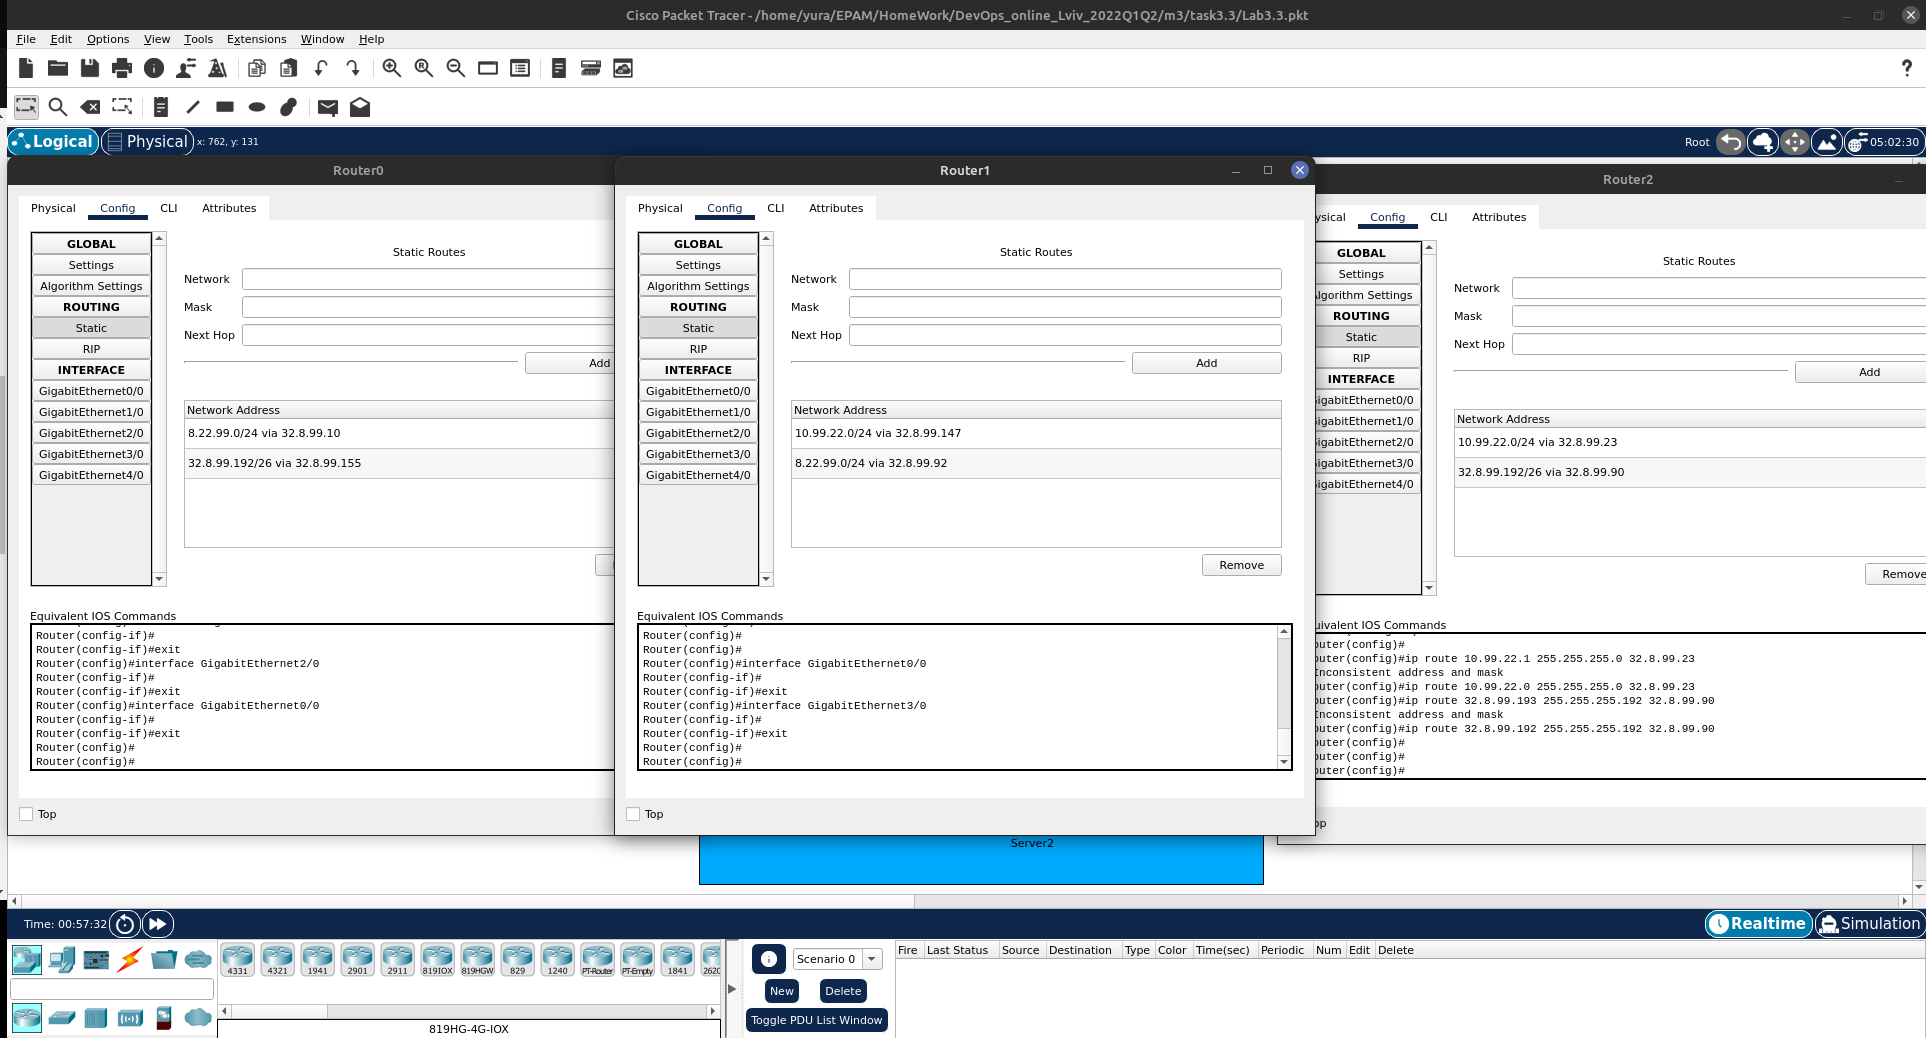 Cisco Packet Tracer - /home/yura/EPAM/HomeWork/DevOps_online_Lviv_2022Q1Q2/m3/task3.3/Lab3.3.pkt
File Edit Options View Tools Extensions Window Help
?
Logical Physical x: 762, y: 131 Root 05:02:30
Router0
Physical Config CLI Attributes
GLOBAL
Settings
Algorithm Settings
ROUTING
Static
RIP
INTERFACE
GigabitEthernet0/0
GigabitEthernet1/0
GigabitEthernet2/0
GigabitEthernet3/0
GigabitEthernet4/0
Static Routes
Network
Mask
Next Hop
Add
Network Address
8.22.99.0/24 via 32.8.99.10
32.8.99.192/26 via 32.8.99.155
Equivalent IOS Commands
Router(config-if)#
Router(config-if)#exit
Router(config)#interface GigabitEthernet2/0
Router(config-if)#
Router(config-if)#exit
Router(config)#interface GigabitEthernet0/0
Router(config-if)#
Router(config-if)#exit
Router(config)#
Router(config)#
Top
Router1
Physical Config CLI Attributes
GLOBAL
Settings
Algorithm Settings
ROUTING
Static
RIP
INTERFACE
GigabitEthernet0/0
GigabitEthernet1/0
GigabitEthernet2/0
GigabitEthernet3/0
GigabitEthernet4/0
Static Routes
Network
Mask
Next Hop
Add
Network Address
10.99.22.0/24 via 32.8.99.147
8.22.99.0/24 via 32.8.99.92
Remove
Equivalent IOS Commands
Router(config)#
Router(config)#
Router(config)#interface GigabitEthernet0/0
Router(config-if)#
Router(config-if)#exit
Router(config)#interface GigabitEthernet3/0
Router(config-if)#
Router(config-if)#exit
Router(config)#
Router(config)#
Top
Router2
ysical Config CLI Attributes
GLOBAL
Settings
lgorithm Settings
ROUTING
Static
RIP
INTERFACE
igabitEthernet0/0
igabitEthernet1/0
igabitEthernet2/0
igabitEthernet3/0
igabitEthernet4/0
Static Routes
Network
Mask
Next Hop
Add
Network Address
10.99.22.0/24 via 32.8.99.23
32.8.99.192/26 via 32.8.99.90
Remove
uivalent IOS Commands
outer(config)#
outer(config)#ip route 10.99.22.1 255.255.255.0 32.8.99.23
Inconsistent address and mask
outer(config)#ip route 10.99.22.0 255.255.255.0 32.8.99.23
outer(config)#ip route 32.8.99.193 255.255.255.192 32.8.99.90
Inconsistent address and mask
outer(config)#ip route 32.8.99.192 255.255.255.192 32.8.99.90
outer(config)#
outer(config)#
outer(config)#
op
Server2
Time: 00:57:32 Realtime Simulation
4331 4321 1941 2901 2911 819IOX 819HGW 829 1240 PT-Router PT-Empty 1841 2620
819HG-4G-IOX
Scenario 0
New Delete
Toggle PDU List Window
Fire Last Status Source Destination Type Color Time(sec) Periodic Num Edit Delete